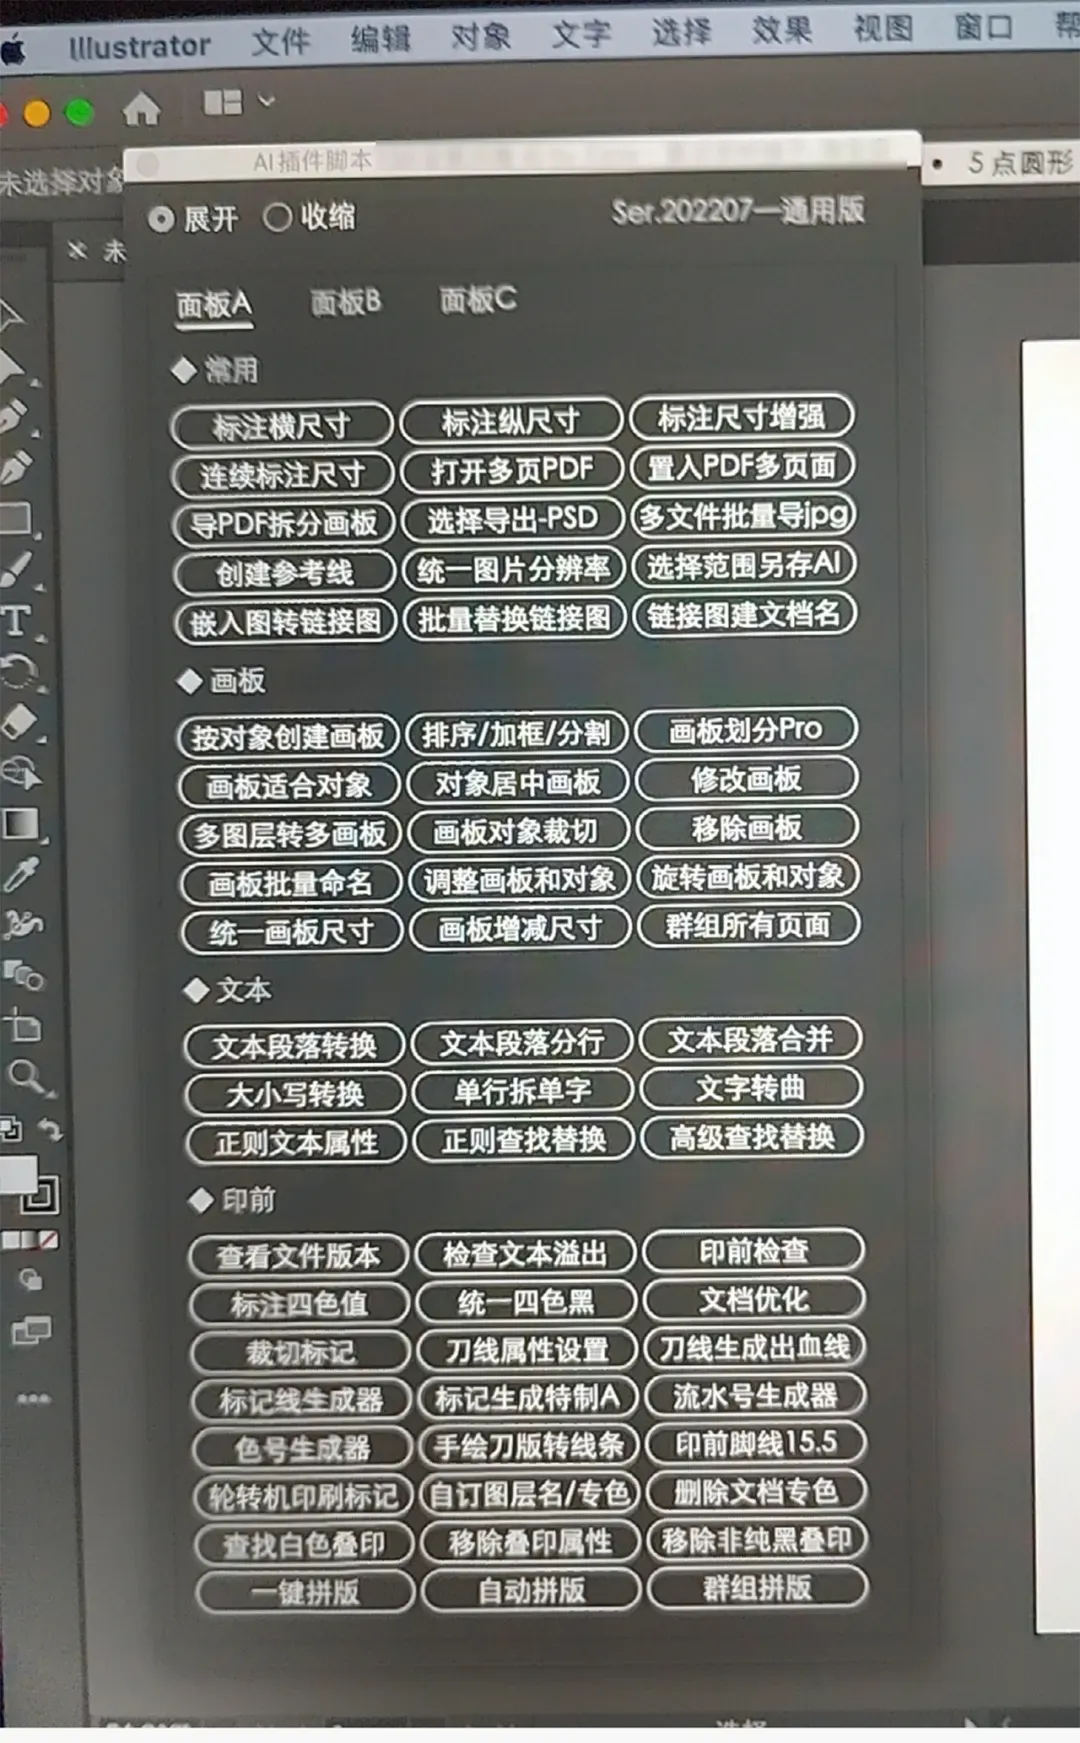 Illustrator 文件 编辑 对象 文字 选择 效果 视图 窗口 帮
AI插件脚本
未选择对象
5 点圆形
展开 收缩 Ser.202207—通用版
× 未
面板A 面板B 面板C
常用
标注横尺寸 标注纵尺寸 标注尺寸增强
连续标注尺寸 打开多页PDF 置入PDF多页面
导PDF拆分画板 选择导出-PSD 多文件批量导jpg
创建参考线 统一图片分辨率 选择范围另存AI
嵌入图转链接图 批量替换链接图 链接图建文档名
画板
按对象创建画板 排序/加框/分割 画板划分Pro
画板适合对象 对象居中画板 修改画板
多图层转多画板 画板对象裁切 移除画板
画板批量命名 调整画板和对象 旋转画板和对象
统一画板尺寸 画板增减尺寸 群组所有页面
文本
文本段落转换 文本段落分行 文本段落合并
大小写转换 单行拆单字 文字转曲
正则文本属性 正则查找替换 高级查找替换
印前
查看文件版本 检查文本溢出 印前检查
标注四色值 统一四色黑 文档优化
裁切标记 刀线属性设置 刀线生成出血线
标记线生成器 标记生成特制A 流水号生成器
色号生成器 手绘刀版转线条 印前脚线15.5
轮转机印刷标记 自订图层名/专色 删除文档专色
查找白色叠印 移除叠印属性 移除非纯黑叠印
一键拼版 自动拼版 群组拼版